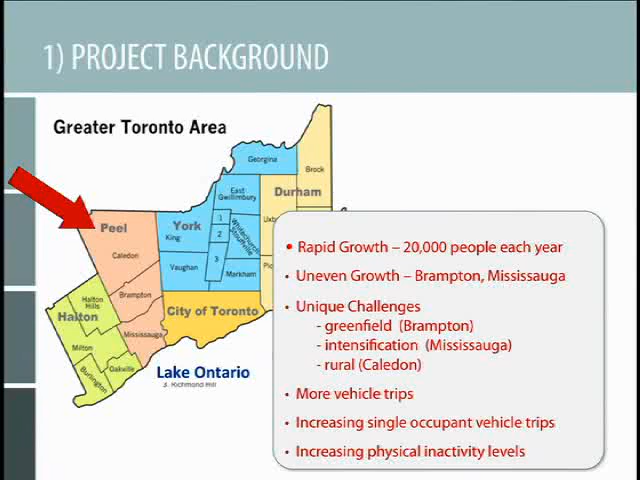 1) PROJECT BACKGROUND
Greater Toronto Area
Georgina
Brock
East
Gwillimbury
Durham
Peel
York
1
2
3
King
Whitchurch
Stouffville
Caledon
Vaughan
Markham
Brampton
City of Toronto
Halton
Hills
Halton
Mississauga
Milton
Oakville
Burlington
Lake Ontario
3. Richmond Hill
• Rapid Growth – 20,000 people each year
• Uneven Growth – Brampton, Mississauga
• Unique Challenges
- greenfield (Brampton)
- intensification (Mississauga)
- rural (Caledon)
• More vehicle trips
• Increasing single occupant vehicle trips
• Increasing physical inactivity levels